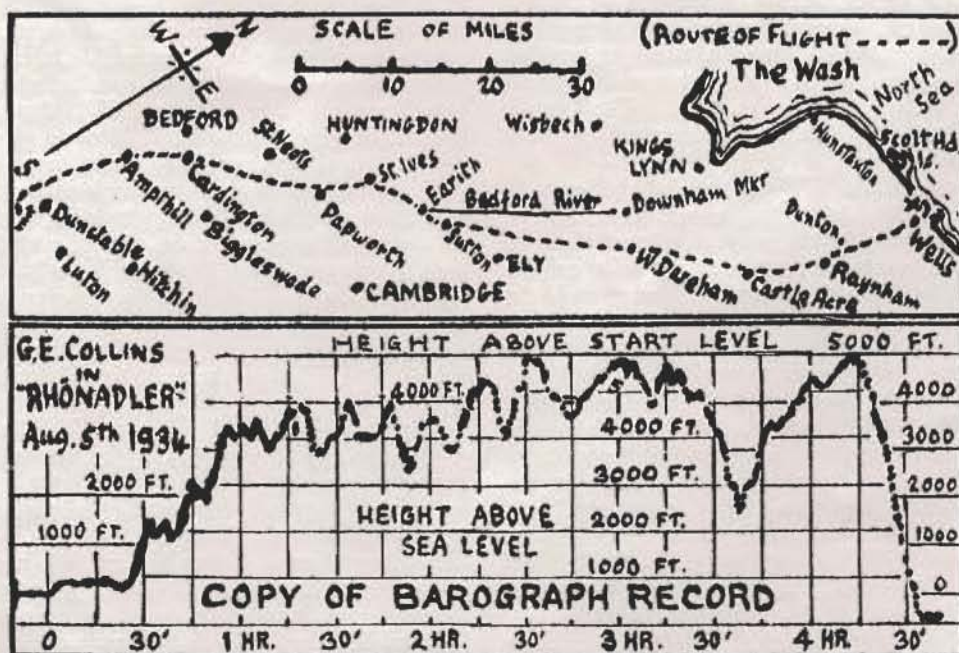 SCALE OF MILES
(ROUTE OF FLIGHT -----)
W N
S E
0 10 20 30
The Wash
North
Sea
BEDFORD
St. Neots
HUNTINGDON
Wisbech
KINGS
LYNN
Hunstanton
Scolt Hd.
Is.
Ampthill
Cardington
St. Ives
Earith
Bedford River
Downham Mkt
Dunton
Wells
Dunstable
Luton
Hitchin
Biggleswade
Papworth
Sutton
ELY
CAMBRIDGE
W. Dereham
Castle Acre
Raynham
G.E. COLLINS
IN
"RHÖNADLER"
Aug. 5th 1934
HEIGHT ABOVE START LEVEL 5000 FT.
4000 FT.
4000
4000 FT.
3000
2000 FT.
3000 FT.
2000
1000 FT.
HEIGHT ABOVE
SEA LEVEL
2000 FT.
1000
1000 FT.
0
COPY OF BAROGRAPH RECORD
0 30' 1 HR. 30' 2 HR. 30' 3 HR. 30' 4 HR. 30'